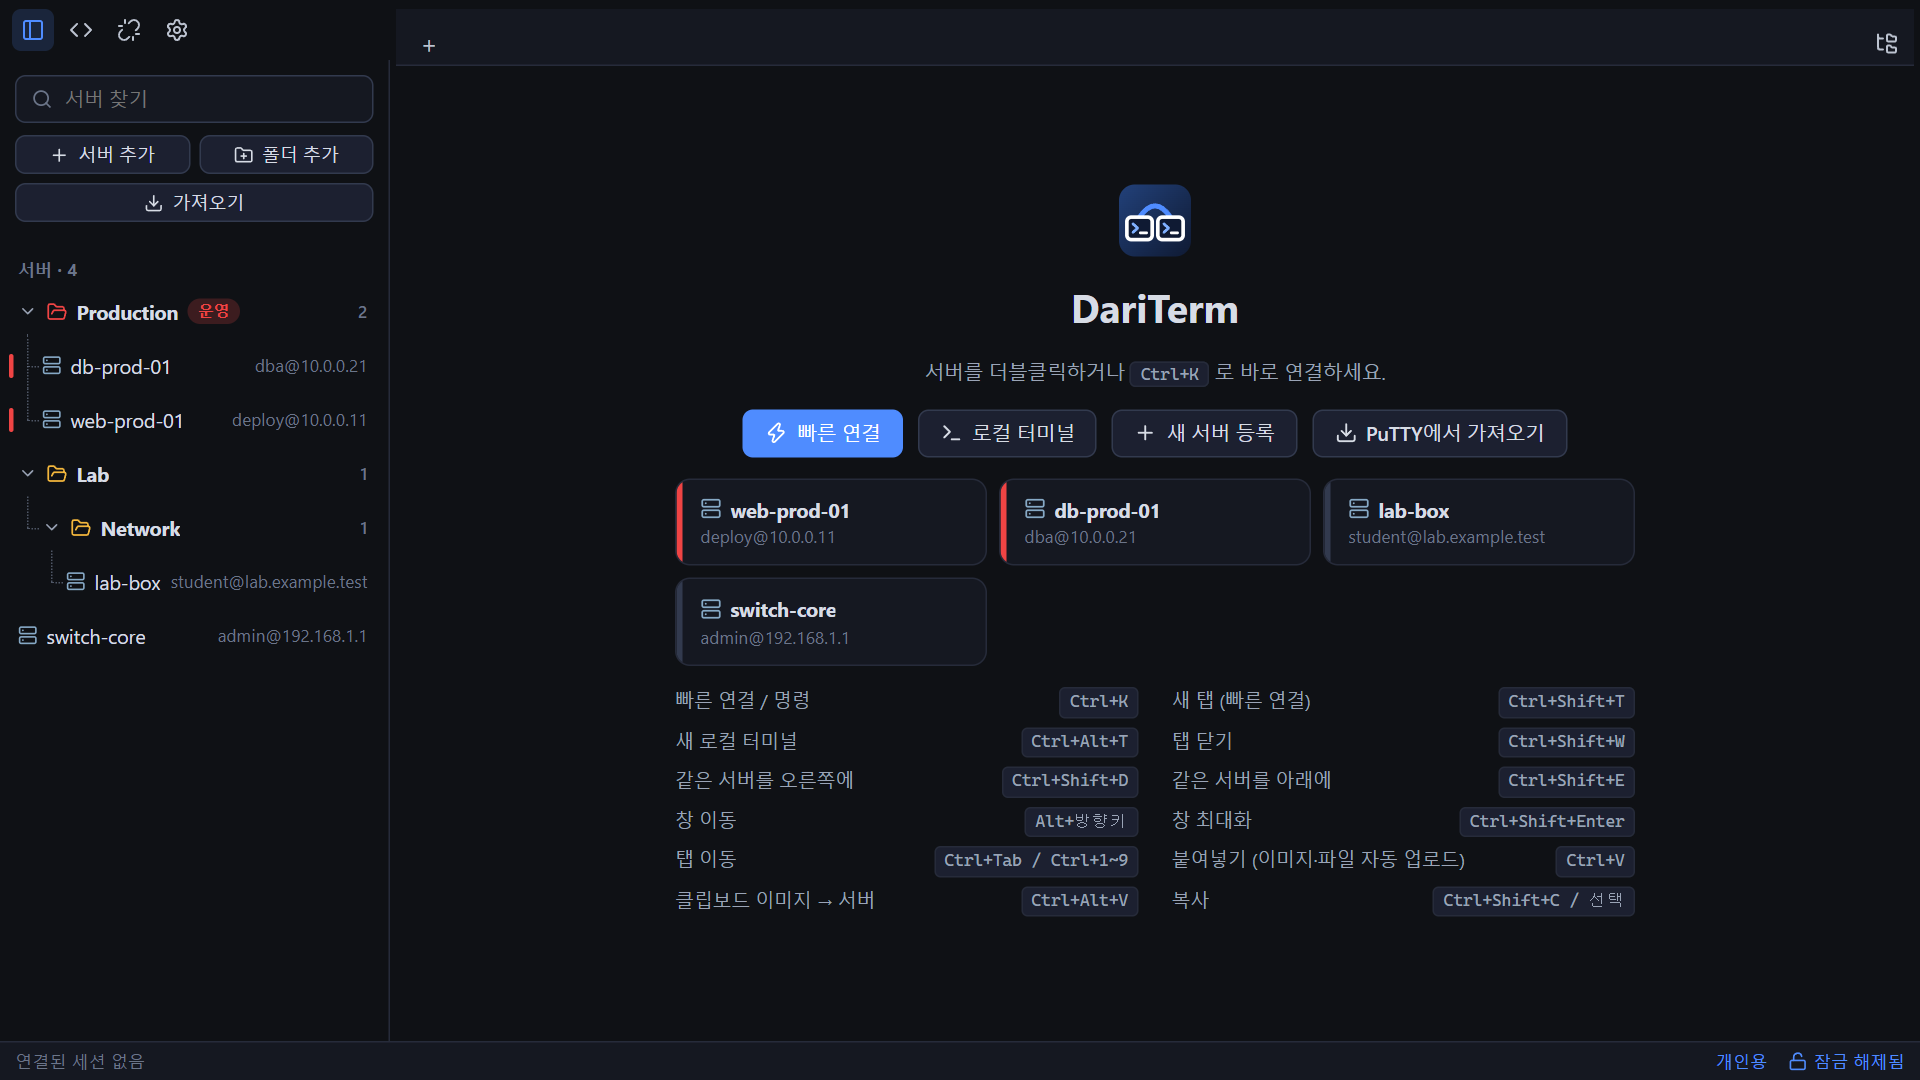 서버 찾기
서버 추가
폴더 추가
가져오기
서버 · 4
Production 운영 2
db-prod-01 dba@10.0.0.21
web-prod-01 deploy@10.0.0.11
Lab 1
Network 1
lab-box student@lab.example.test
switch-core admin@192.168.1.1
DariTerm
서버를 더블클릭하거나 Ctrl+K 로 바로 연결하세요.
빠른 연결
로컬 터미널
새 서버 등록
PuTTY에서 가져오기
web-prod-01
deploy@10.0.0.11
db-prod-01
dba@10.0.0.21
lab-box
student@lab.example.test
switch-core
admin@192.168.1.1
빠른 연결 / 명령 Ctrl+K
새 탭 (빠른 연결) Ctrl+Shift+T
새 로컬 터미널 Ctrl+Alt+T
탭 닫기 Ctrl+Shift+W
같은 서버를 오른쪽에 Ctrl+Shift+D
같은 서버를 아래에 Ctrl+Shift+E
창 이동 Alt+방향키
창 최대화 Ctrl+Shift+Enter
탭 이동 Ctrl+Tab / Ctrl+1~9
붙여넣기 (이미지·파일 자동 업로드) Ctrl+V
클립보드 이미지 → 서버 Ctrl+Alt+V
복사 Ctrl+Shift+C / 선택
연결된 세션 없음
개인용
잠금 해제됨